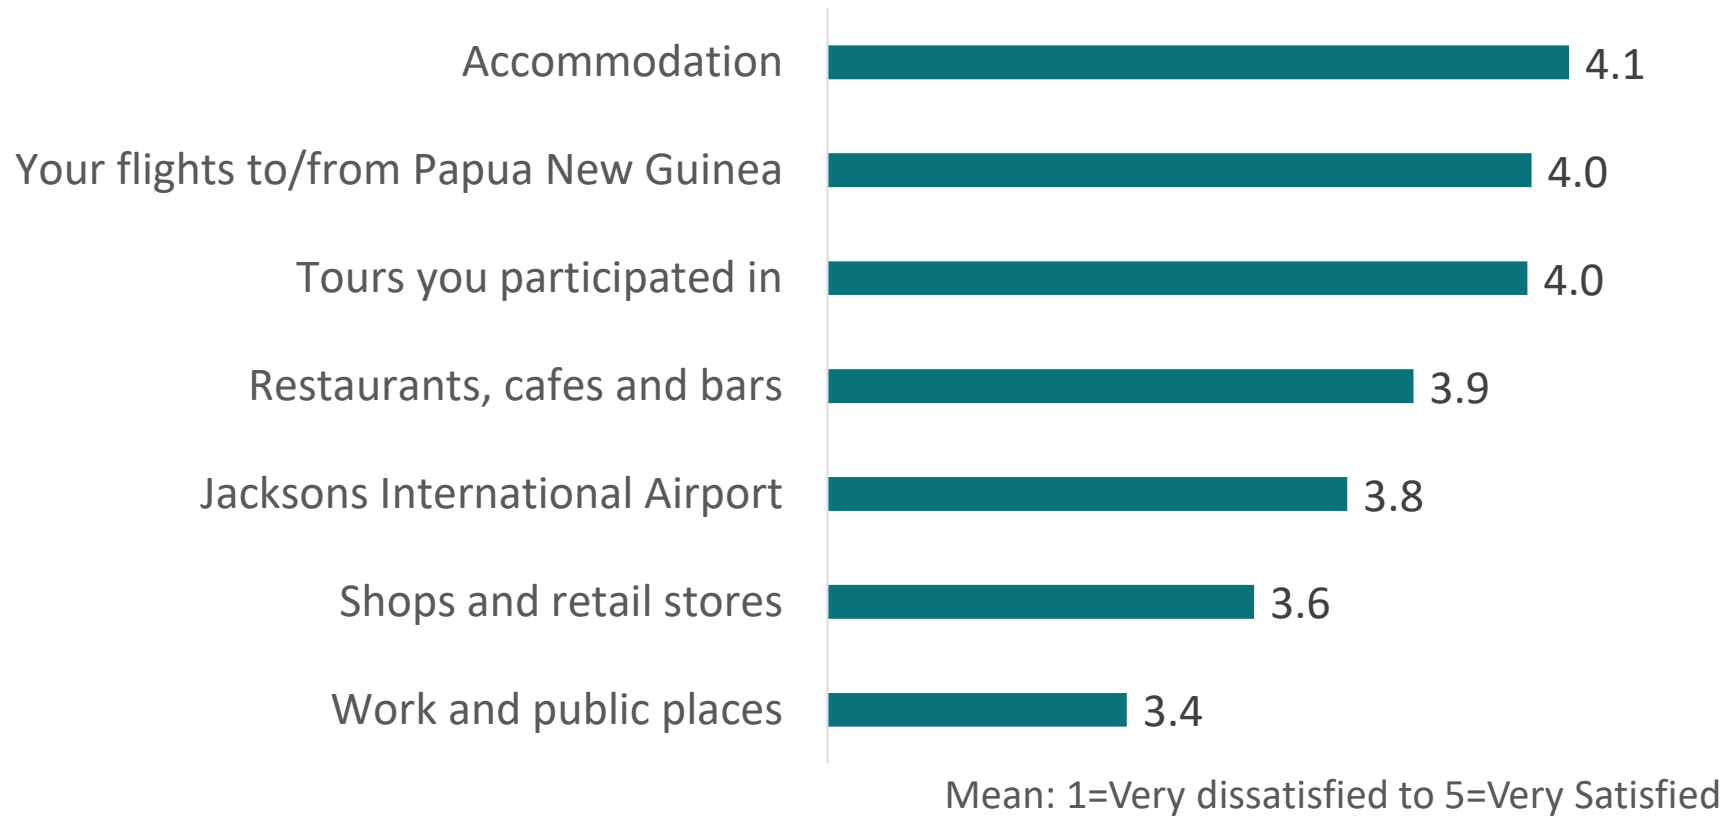 Accommodation 4.1
Your flights to/from Papua New Guinea 4.0
Tours you participated in 4.0
Restaurants, cafes and bars 3.9
Jacksons International Airport 3.8
Shops and retail stores 3.6
Work and public places 3.4
Mean: 1=Very dissatisfied to 5=Very Satisfied